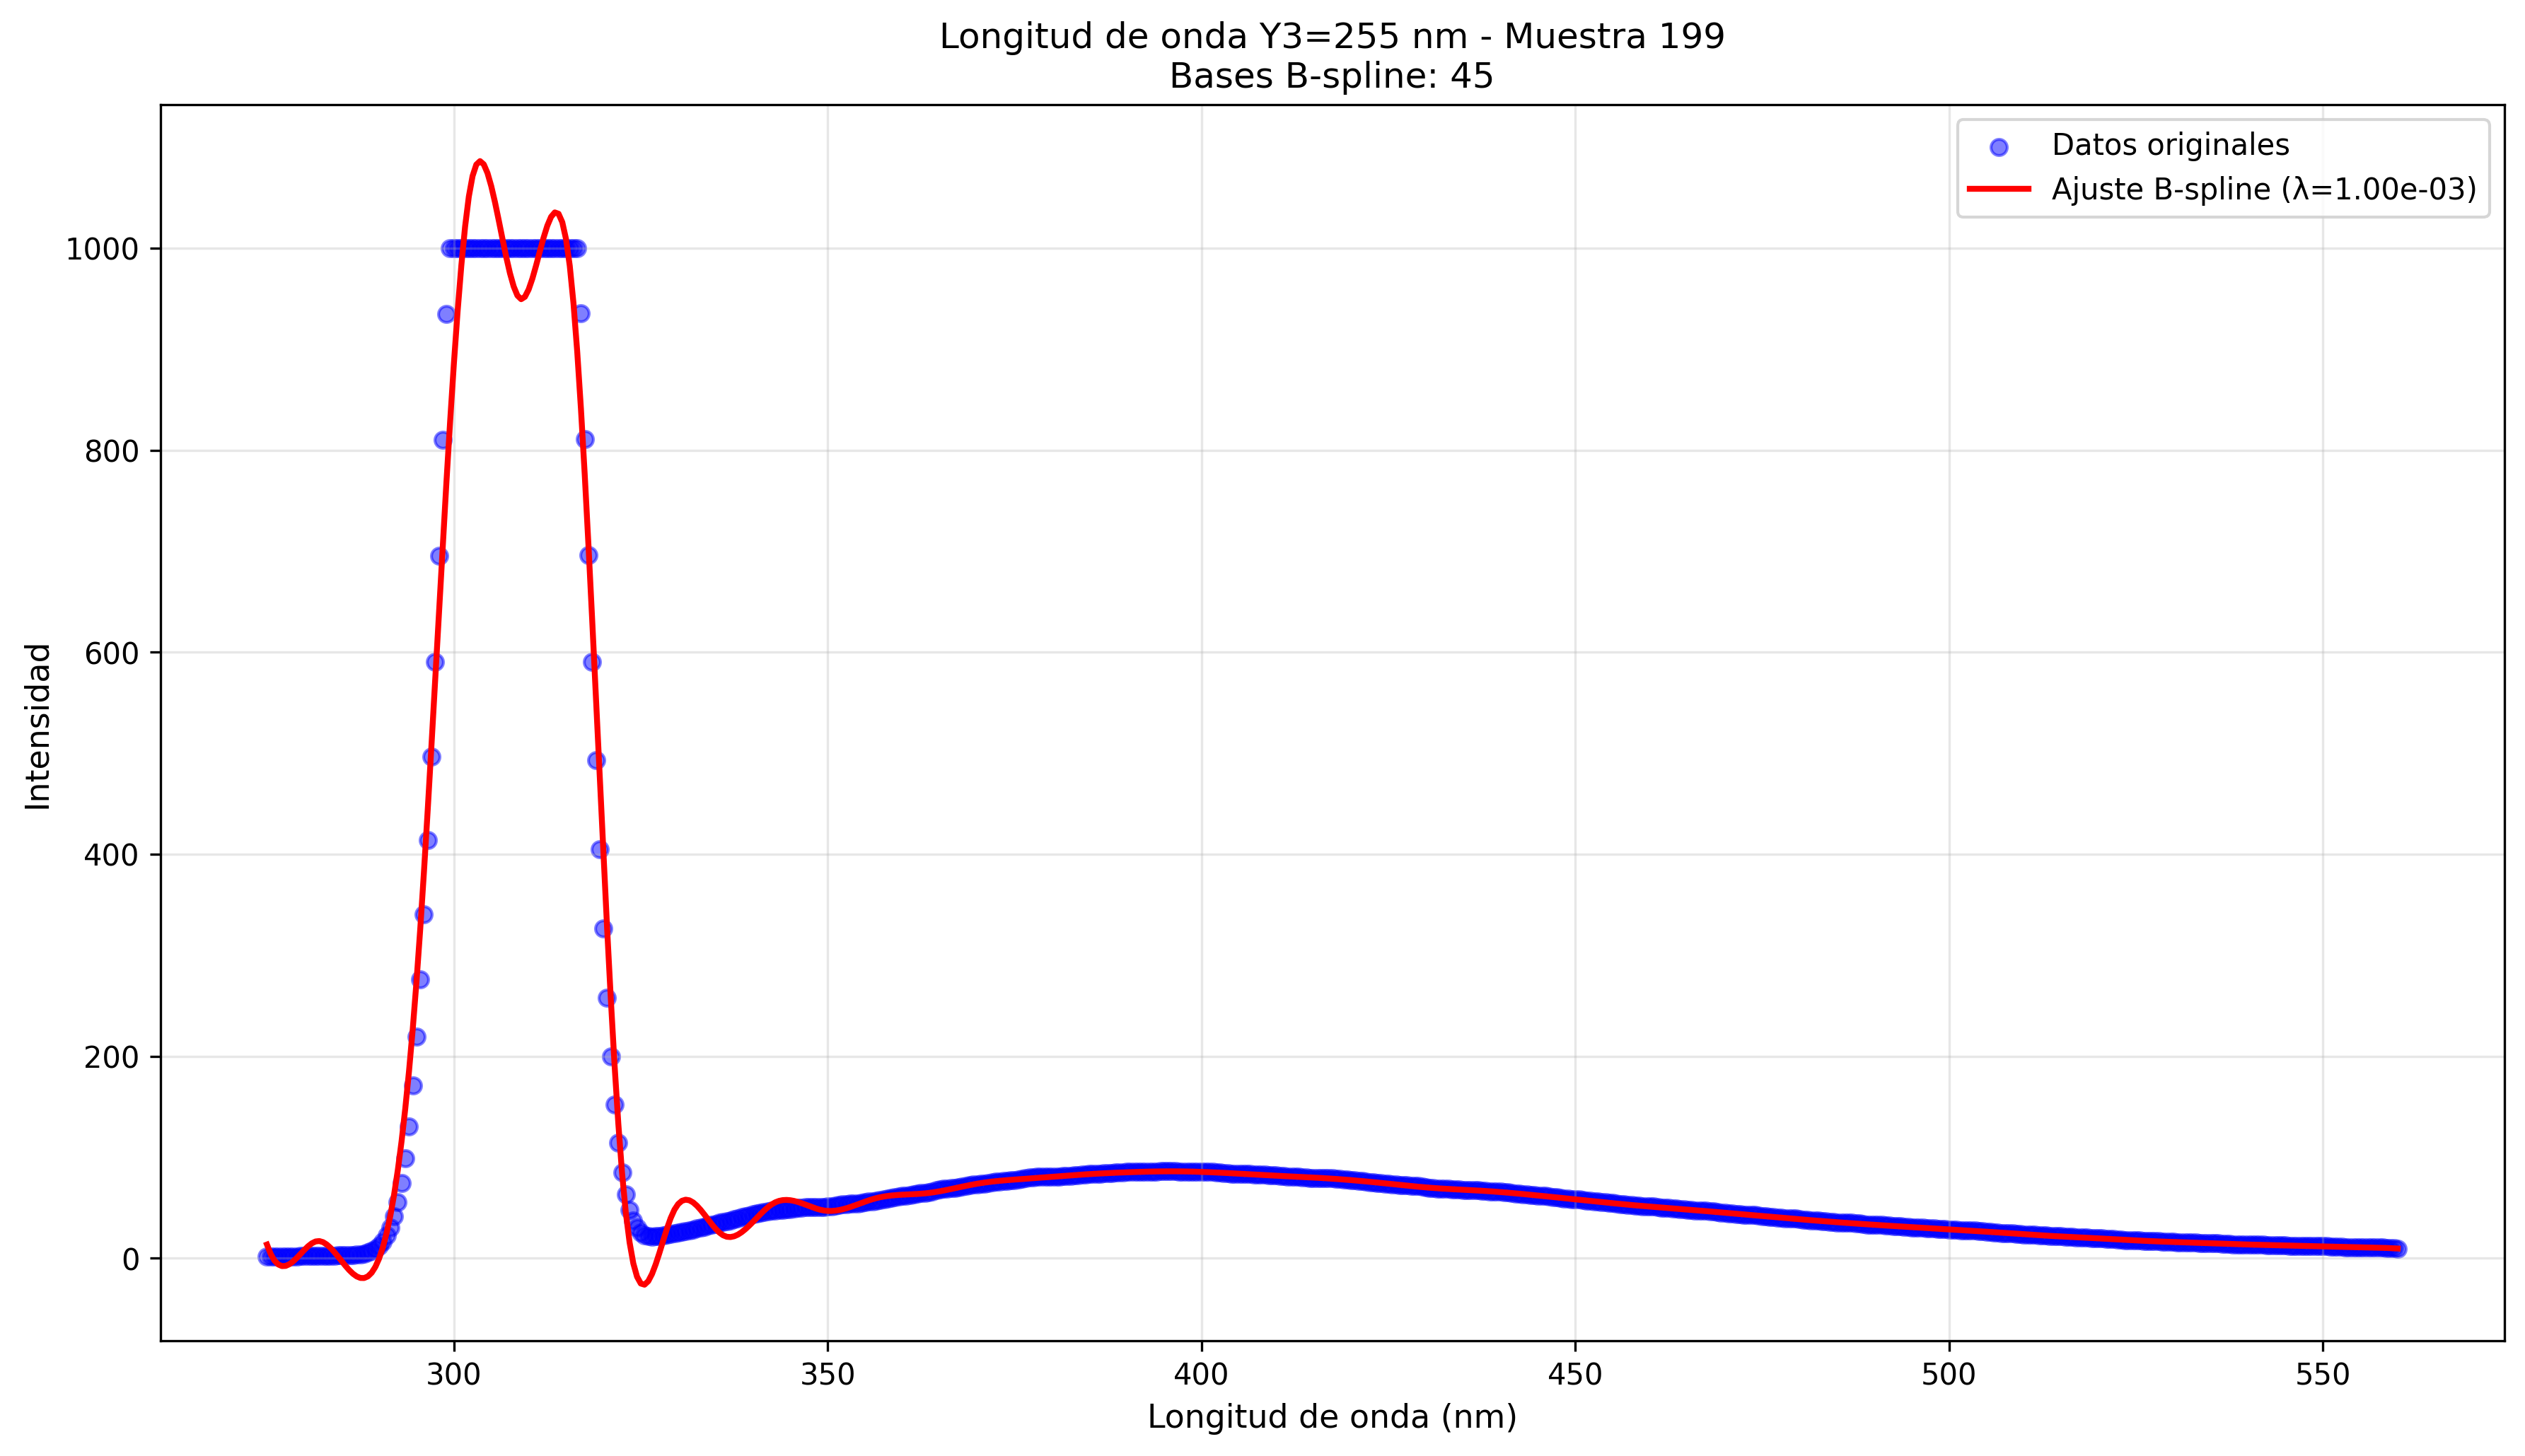 Longitud de onda Y3=255 nm - Muestra 199
Bases B-spline: 45
Datos originales
Ajuste B-spline (λ=1.00e-03)
Intensidad
1000
800
600
400
200
0
300 350 400 450 500 550
Longitud de onda (nm)